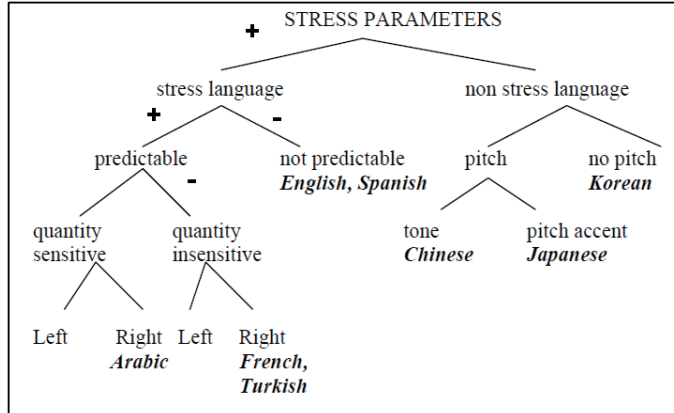 + STRESS PARAMETERS
stress language non stress language
+ -
predictable not predictable pitch no pitch
English, Spanish Korean
-
quantity quantity tone pitch accent
sensitive insensitive Chinese Japanese
Left Right Left Right
Arabic French,
Turkish